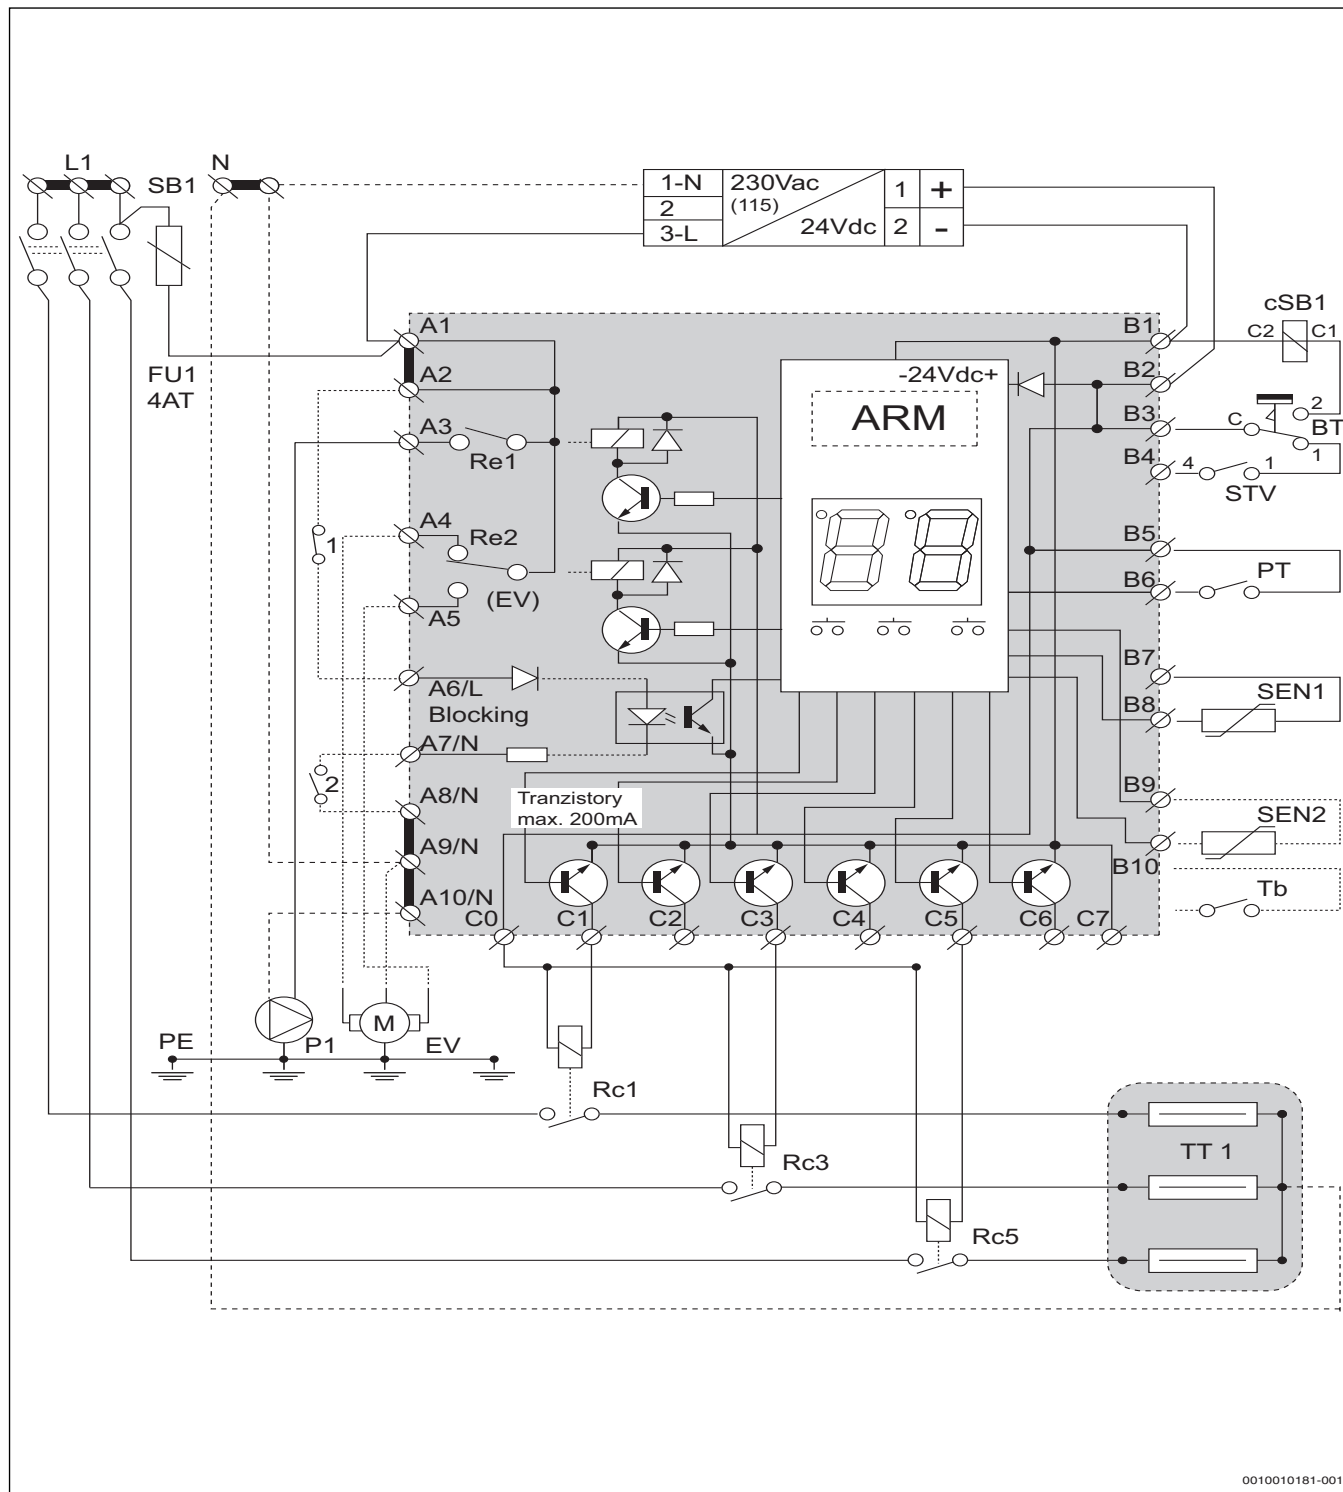 L1
SB1
N
1-N
2
3-L
230Vac
(115)
24Vdc
1
+
2
-
FU1
4AT
A1
A2
A3
Re1
A4
Re2
(EV)
A5
1
A6/L
Blocking
A7/N
2
A8/N
A9/N
A10/N
-24Vdc+
ARM
88
Tranzistory
max. 200mA
B1
B2
B3
B4
B5
B6
B7
B8
B9
B10
cSB1
C2
C1
2
C
BT
1
4
1
STV
PT
SEN1
SEN2
Tb
C0
C1
C2
C3
C4
C5
C6
C7
PE
P1
M
EV
Rc1
Rc3
Rc5
TT 1
0010010181-001